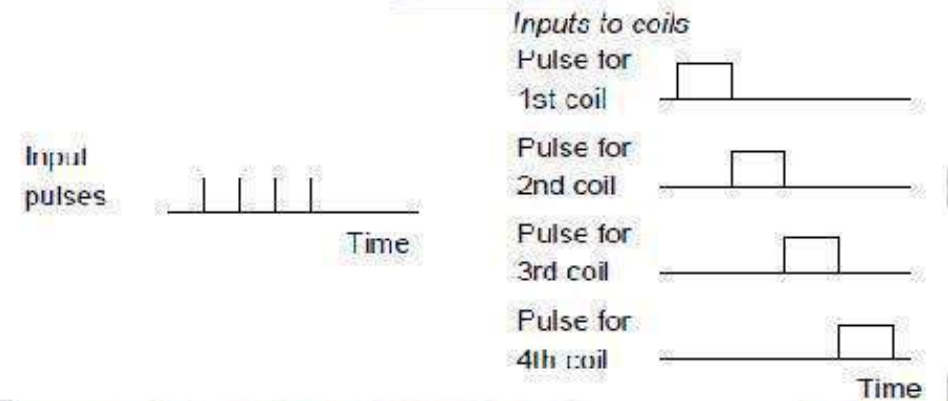 Input
pulses
Time
Inputs to coils
Pulse for
1st coil
Pulse for
2nd coil
Pulse for
3rd coil
Pulse for
4th coil
Time